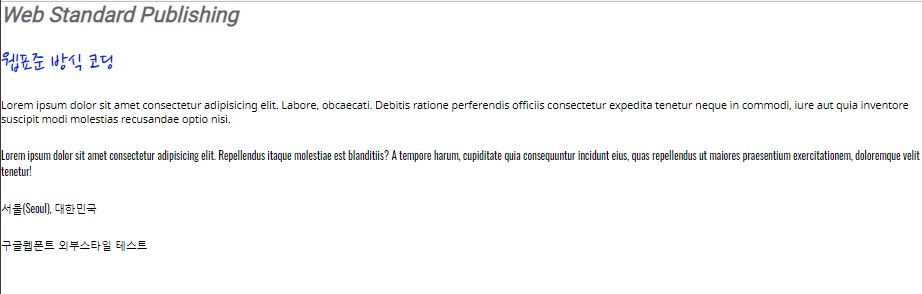 Web Standard Publishing
웹표준 방식 코딩
Lorem ipsum dolor sit amet consectetur adipisicing elit. Labore, obcaecati. Debitis ratione perferendis officiis consectetur expedita tenetur neque in commodi, iure aut quia inventore
suscipit modi molestias recusandae optio nisi.
Lorem ipsum dolor sit amet consectetur adipisicing elit. Repellendus itaque molestiae est blanditiis? A tempore harum, cupiditate quia consequuntur incidunt eius, quas repellendus ut maiores praesentium exercitationem, doloremque velit
tenetur!
서울(Seoul), 대한민국
구글웹폰트 외부스타일 테스트